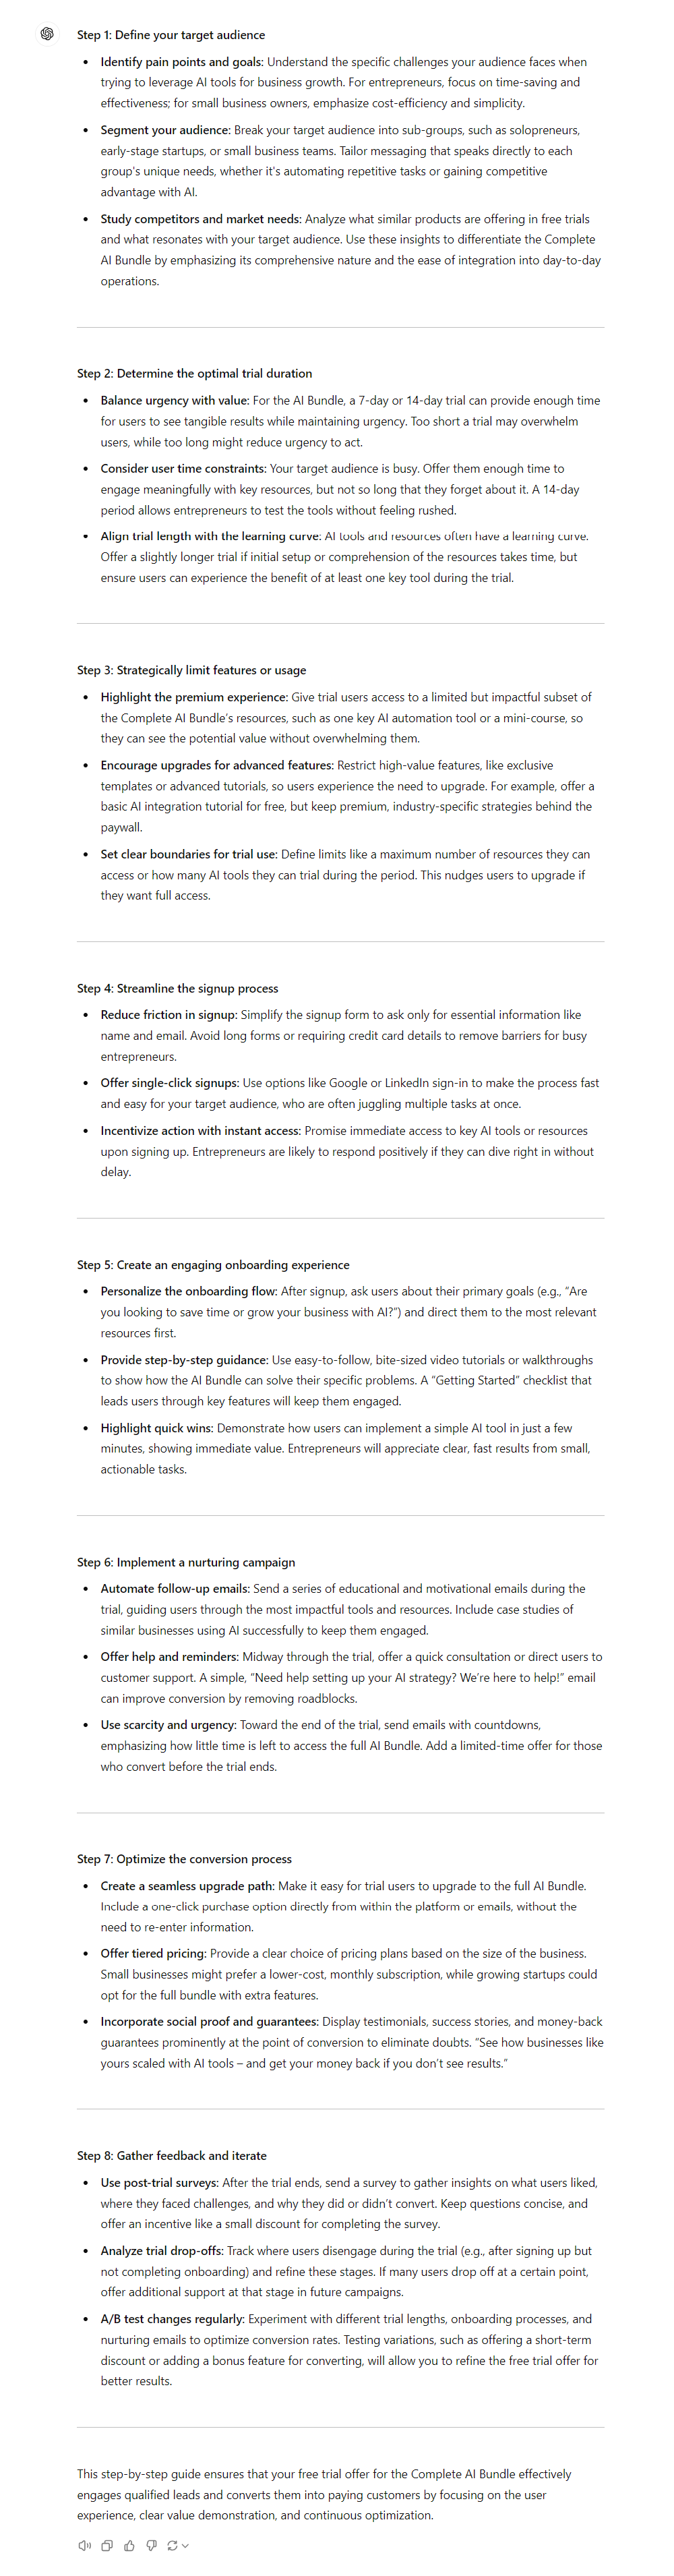 Step 1: Define your target audience
• Identify pain points and goals: Understand the specific challenges your audience faces when
trying to leverage AI tools for business growth. For entrepreneurs, focus on time-saving and
effectiveness; for small business owners, emphasize cost-efficiency and simplicity.
• Segment your audience: Break your target audience into sub-groups, such as solopreneurs,
early-stage startups, or small business teams. Tailor messaging that speaks directly to each
group's unique needs, whether it's automating repetitive tasks or gaining competitive
advantage with AI.
• Study competitors and market needs: Analyze what similar products are offering in free trials
and what resonates with your target audience. Use these insights to differentiate the Complete
AI Bundle by emphasizing its comprehensive nature and the ease of integration into day-to-day
operations.
Step 2: Determine the optimal trial duration
• Balance urgency with value: For the AI Bundle, a 7-day or 14-day trial can provide enough time
for users to see tangible results while maintaining urgency. Too short a trial may overwhelm
users, while too long might reduce urgency to act.
• Consider user time constraints: Your target audience is busy. Offer them enough time to
engage meaningfully with key resources, but not so long that they forget about it. A 14-day
period allows entrepreneurs to test the tools without feeling rushed.
• Align trial length with the learning curve: AI tools and resources often have a learning curve.
Offer a slightly longer trial if initial setup or comprehension of the resources takes time, but
ensure users can experience the benefit of at least one key tool during the trial.
Step 3: Strategically limit features or usage
• Highlight the premium experience: Give trial users access to a limited but impactful subset of
the Complete AI Bundle's resources, such as one key AI automation tool or a mini-course, so
they can see the potential value without overwhelming them.
• Encourage upgrades for advanced features: Restrict high-value features, like exclusive
templates or advanced tutorials, so users experience the need to upgrade. For example, offer a
basic AI integration tutorial for free, but keep premium, industry-specific strategies behind the
paywall.
• Set clear boundaries for trial use: Define limits like a maximum number of resources they can
access or how many AI tools they can trial during the period. This nudges users to upgrade if
they want full access.
Step 4: Streamline the signup process
• Reduce friction in signup: Simplify the signup form to ask only for essential information like
name and email. Avoid long forms or requiring credit card details to remove barriers for busy
entrepreneurs.
• Offer single-click signups: Use options like Google or LinkedIn sign-in to make the process fast
and easy for your target audience, who are often juggling multiple tasks at once.
• Incentivize action with instant access: Promise immediate access to key AI tools or resources
upon signing up. Entrepreneurs are likely to respond positively if they can dive right in without
delay.
Step 5: Create an engaging onboarding experience
• Personalize the onboarding flow: After signup, ask users about their primary goals (e.g., “Are
you looking to save time or grow your business with AI?”) and direct them to the most relevant
resources first.
• Provide step-by-step guidance: Use easy-to-follow, bite-sized video tutorials or walkthroughs
to show how the AI Bundle can solve their specific problems. A “Getting Started” checklist that
leads users through key features will keep them engaged.
• Highlight quick wins: Demonstrate how users can implement a simple AI tool in just a few
minutes, showing immediate value. Entrepreneurs will appreciate clear, fast results from small,
actionable tasks.
Step 6: Implement a nurturing campaign
• Automate follow-up emails: Send a series of educational and motivational emails during the
trial, guiding users through the most impactful tools and resources. Include case studies of
similar businesses using AI successfully to keep them engaged.
• Offer help and reminders: Midway through the trial, offer a quick consultation or direct users to
customer support. A simple, “Need help setting up your AI strategy? We're here to help!” email
can improve conversion by removing roadblocks.
• Use scarcity and urgency: Toward the end of the trial, send emails with countdowns,
emphasizing how little time is left to access the full AI Bundle. Add a limited-time offer for those
who convert before the trial ends.
Step 7: Optimize the conversion process
• Create a seamless upgrade path: Make it easy for trial users to upgrade to the full AI Bundle.
Include a one-click purchase option directly from within the platform or emails, without the
need to re-enter information.
• Offer tiered pricing: Provide a clear choice of pricing plans based on the size of the business.
Small businesses might prefer a lower-cost, monthly subscription, while growing startups could
opt for the full bundle with extra features.
• Incorporate social proof and guarantees: Display testimonials, success stories, and money-back
guarantees prominently at the point of conversion to eliminate doubts. “See how businesses like
yours scaled with AI tools – and get your money back if you don't see results.”
Step 8: Gather feedback and iterate
• Use post-trial surveys: After the trial ends, send a survey to gather insights on what users liked,
where they faced challenges, and why they did or didn't convert. Keep questions concise, and
offer an incentive like a small discount for completing the survey.
• Analyze trial drop-offs: Track where users disengage during the trial (e.g., after signing up but
not completing onboarding) and refine these stages. If many users drop off at a certain point,
offer additional support at that stage in future campaigns.
• A/B test changes regularly: Experiment with different trial lengths, onboarding processes, and
nurturing emails to optimize conversion rates. Testing variations, such as offering a short-term
discount or adding a bonus feature for converting, will allow you to refine the free trial offer for
better results.
This step-by-step guide ensures that your free trial offer for the Complete AI Bundle effectively
engages qualified leads and converts them into paying customers by focusing on the user
experience, clear value demonstration, and continuous optimization.